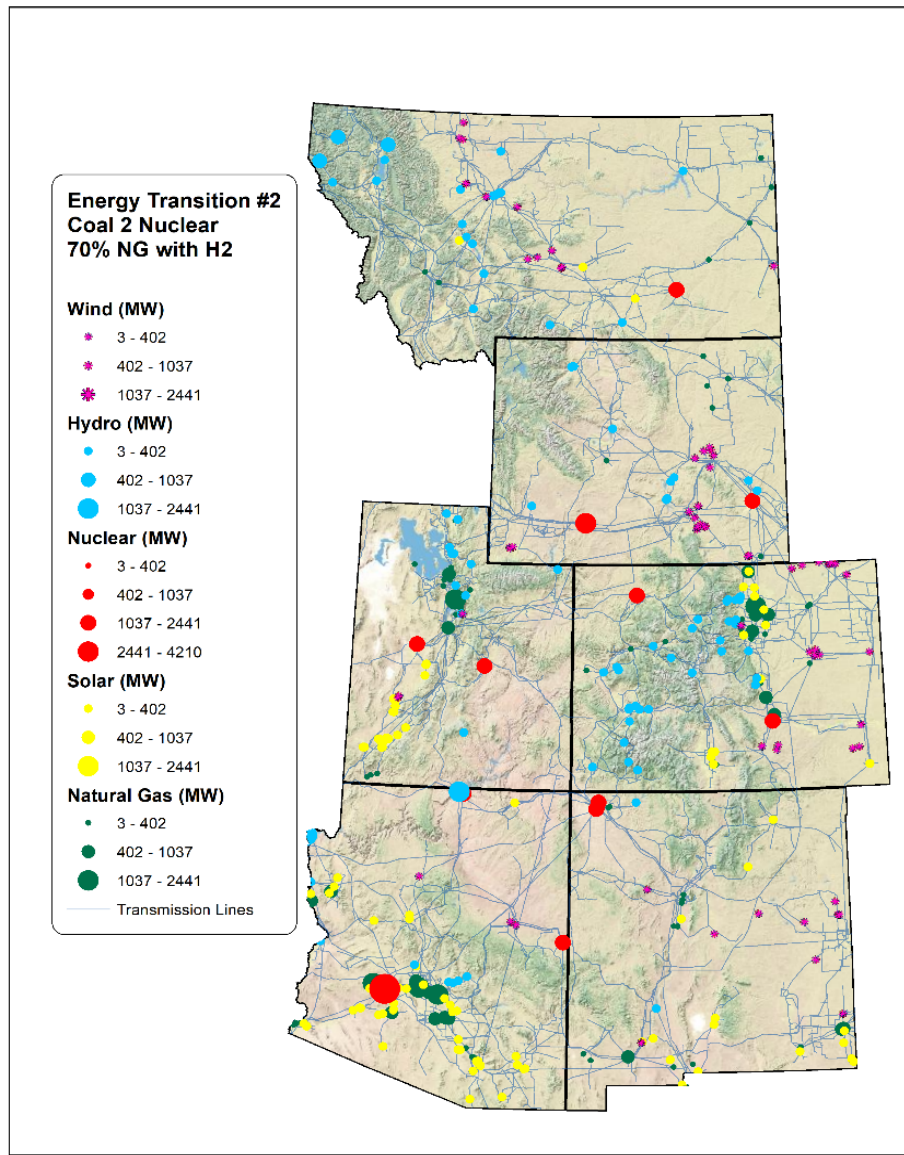 Energy Transition #2
Coal 2 Nuclear
70% NG with H2
Wind (MW)
3 - 402
402 - 1037
1037 - 2441
Hydro (MW)
3 - 402
402 - 1037
1037 - 2441
Nuclear (MW)
3 - 402
402 - 1037
1037 - 2441
2441 - 4210
Solar (MW)
3 - 402
402 - 1037
1037 - 2441
Natural Gas (MW)
3 - 402
402 - 1037
1037 - 2441
Transmission Lines